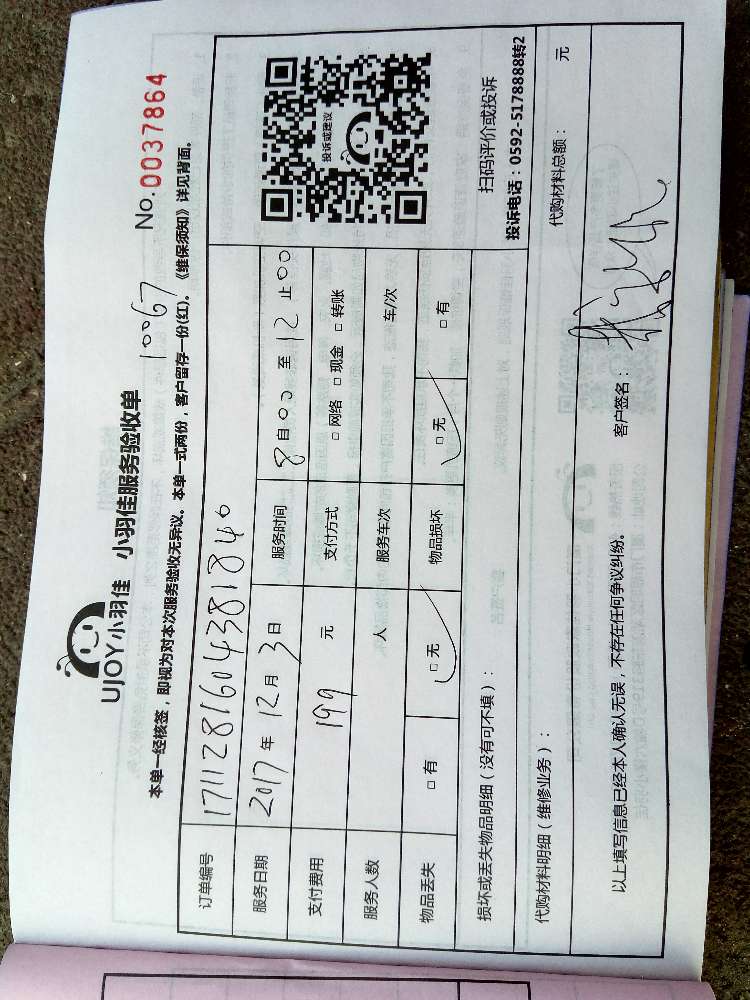 UJOY小羽佳 小羽佳服务验收单
10067
No.0037864
本单一经核签，即视为对本次服务验收无异议。本单一式两份，客户留存一份(红)。《维保须知》详见背面。
订单编号 1711281604381840
服务日期 2017年12月3日 服务时间 8自00至12止00
支付费用 199元 支付方式 □网络 □现金 □转账
服务人数 人 服务车次 车/次
物品丢失 □有 □无 物品损坏 □无 □有
投诉或建议
扫码评价或投诉
投诉电话：0592-5178888转2
损坏或丢失物品明细（没有可不填）：
代购材料明细（维修业务）： 代购材料总额： 元
以上填写信息已经本人确认无误，不存在任何争议纠纷。
客户签名：